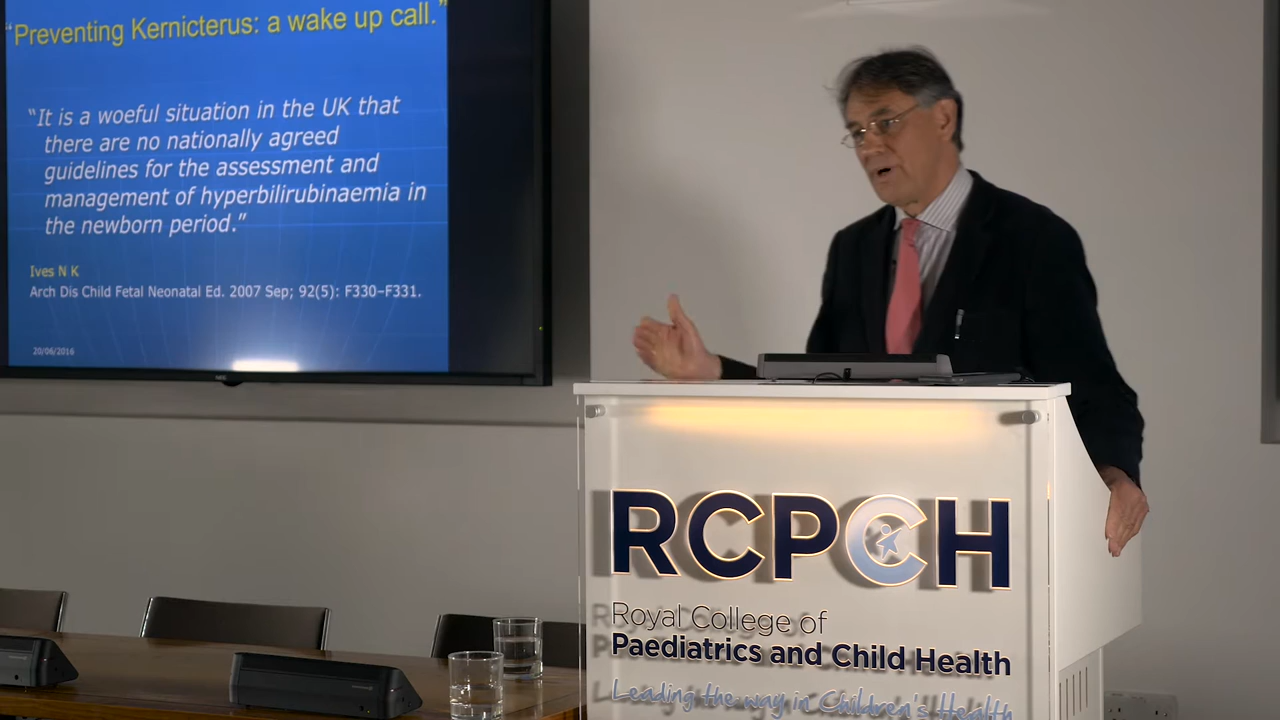 “Preventing Kernicterus: a wake up call.”
“It is a woeful situation in the UK that
there are no nationally agreed
guidelines for the assessment and
management of hyperbilirubinaemia in
the newborn period.”
Ives N K
Arch Dis Child Fetal Neonatal Ed. 2007 Sep; 92(5): F330–F331.
20/06/2016
NEC
RCPCH
Royal College of
Paediatrics and Child Health
Leading the way in Children's Health